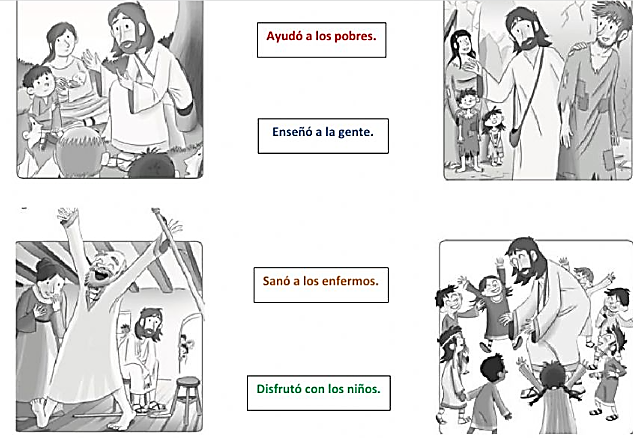 Ayudó a los pobres.
Enseñó a la gente.
Sanó a los enfermos.
Disfrutó con los niños.